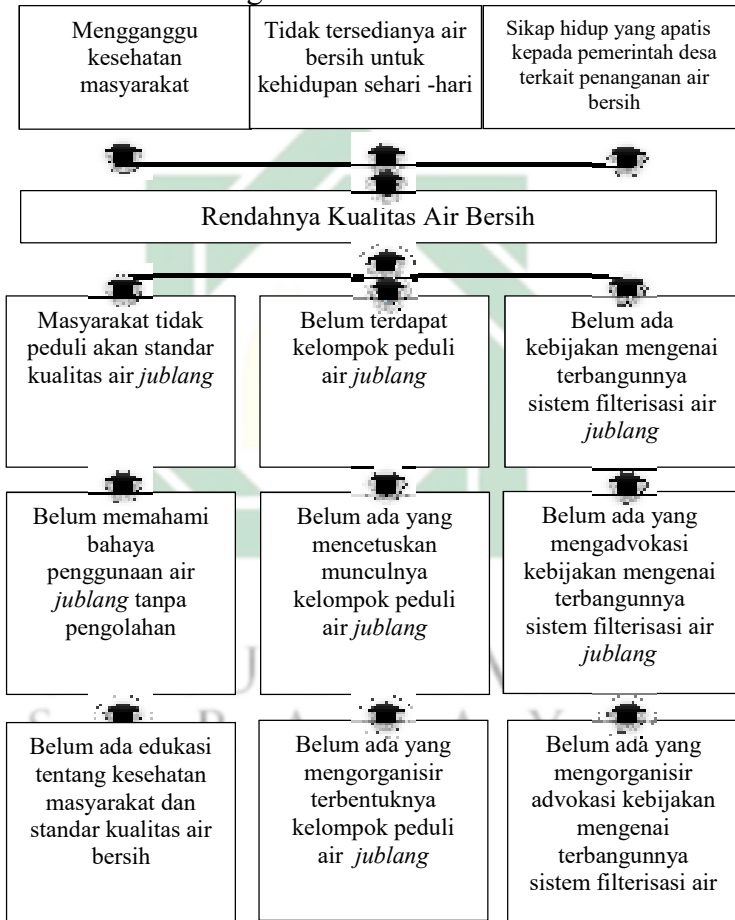 Mengganggu
kesehatan
masyarakat
Tidak tersedianya air
bersih untuk
kehidupan sehari -hari
Sikap hidup yang apatis
kepada pemerintah desa
terkait penanganan air
bersih
Rendahnya Kualitas Air Bersih
Masyarakat tidak
peduli akan standar
kualitas air jublang
Belum terdapat
kelompok peduli
air jublang
Belum ada
kebijakan mengenai
terbangunnya
sistem filterisasi air
jublang
Belum memahami
bahaya
penggunaan air
jublang tanpa
pengolahan
Belum ada yang
mencetuskan
munculnya
kelompok peduli
air jublang
Belum ada yang
mengadvokasi
kebijakan mengenai
terbangunnya
sistem filterisasi air
jublang
Belum ada edukasi
tentang kesehatan
masyarakat dan
standar kualitas air
bersih
Belum ada yang
mengorganisir
terbentuknya
kelompok peduli
air jublang
Belum ada yang
mengorganisir
advokasi kebijakan
mengenai
terbangunnya
sistem filterisasi air